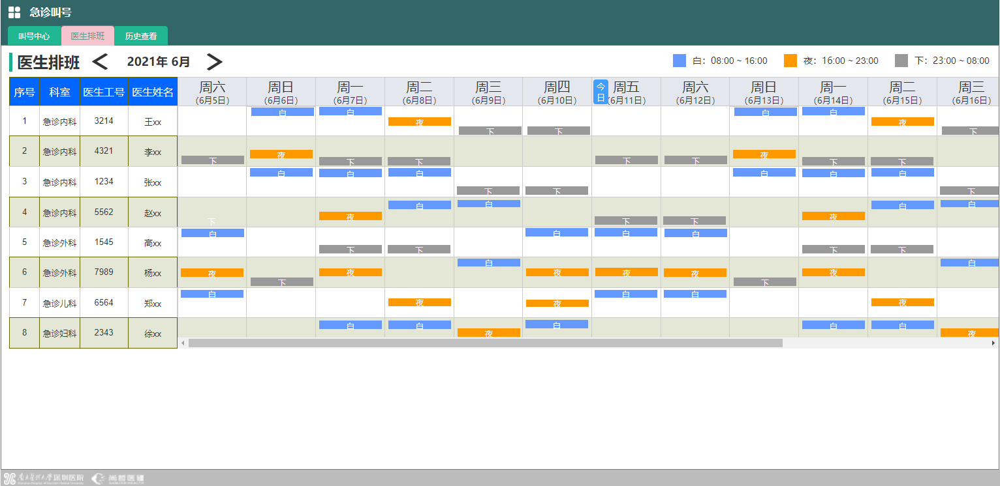 急诊叫号
叫号中心 医生排班 历史查看
医生排班 2021年 6月 白：08:00 ~ 16:00 夜：16:00 ~ 23:00 下：23:00 ~ 08:00
序号 科室 医生工号 医生姓名 周六 周日 周一 周二 周三 周四 今日 周五 周六 周日 周一 周二 周三
(6月5日) (6月6日) (6月7日) (6月8日) (6月9日) (6月10日) (6月11日) (6月12日) (6月13日) (6月14日) (6月15日) (6月16日)
1 急诊内科 3214 王xx 白 白 夜 下 下 白 白 夜 下
2 急诊内科 4321 李xx 下 夜 下 下 下 下 夜 下 下
3 急诊内科 1234 张xx 白 白 白 下 下 白 白 白 下
4 急诊内科 5562 赵xx 下 夜 白 白 下 下 夜 白 白
5 急诊外科 1545 高xx 白 下 下 白 白 白 下 下
6 急诊外科 7989 杨xx 夜 下 夜 白 夜 夜 夜 下 夜 白
7 急诊儿科 6564 郑xx 白 夜 夜 白 白 夜
8 急诊妇科 2343 徐xx 白 白 夜 白 白 白 夜